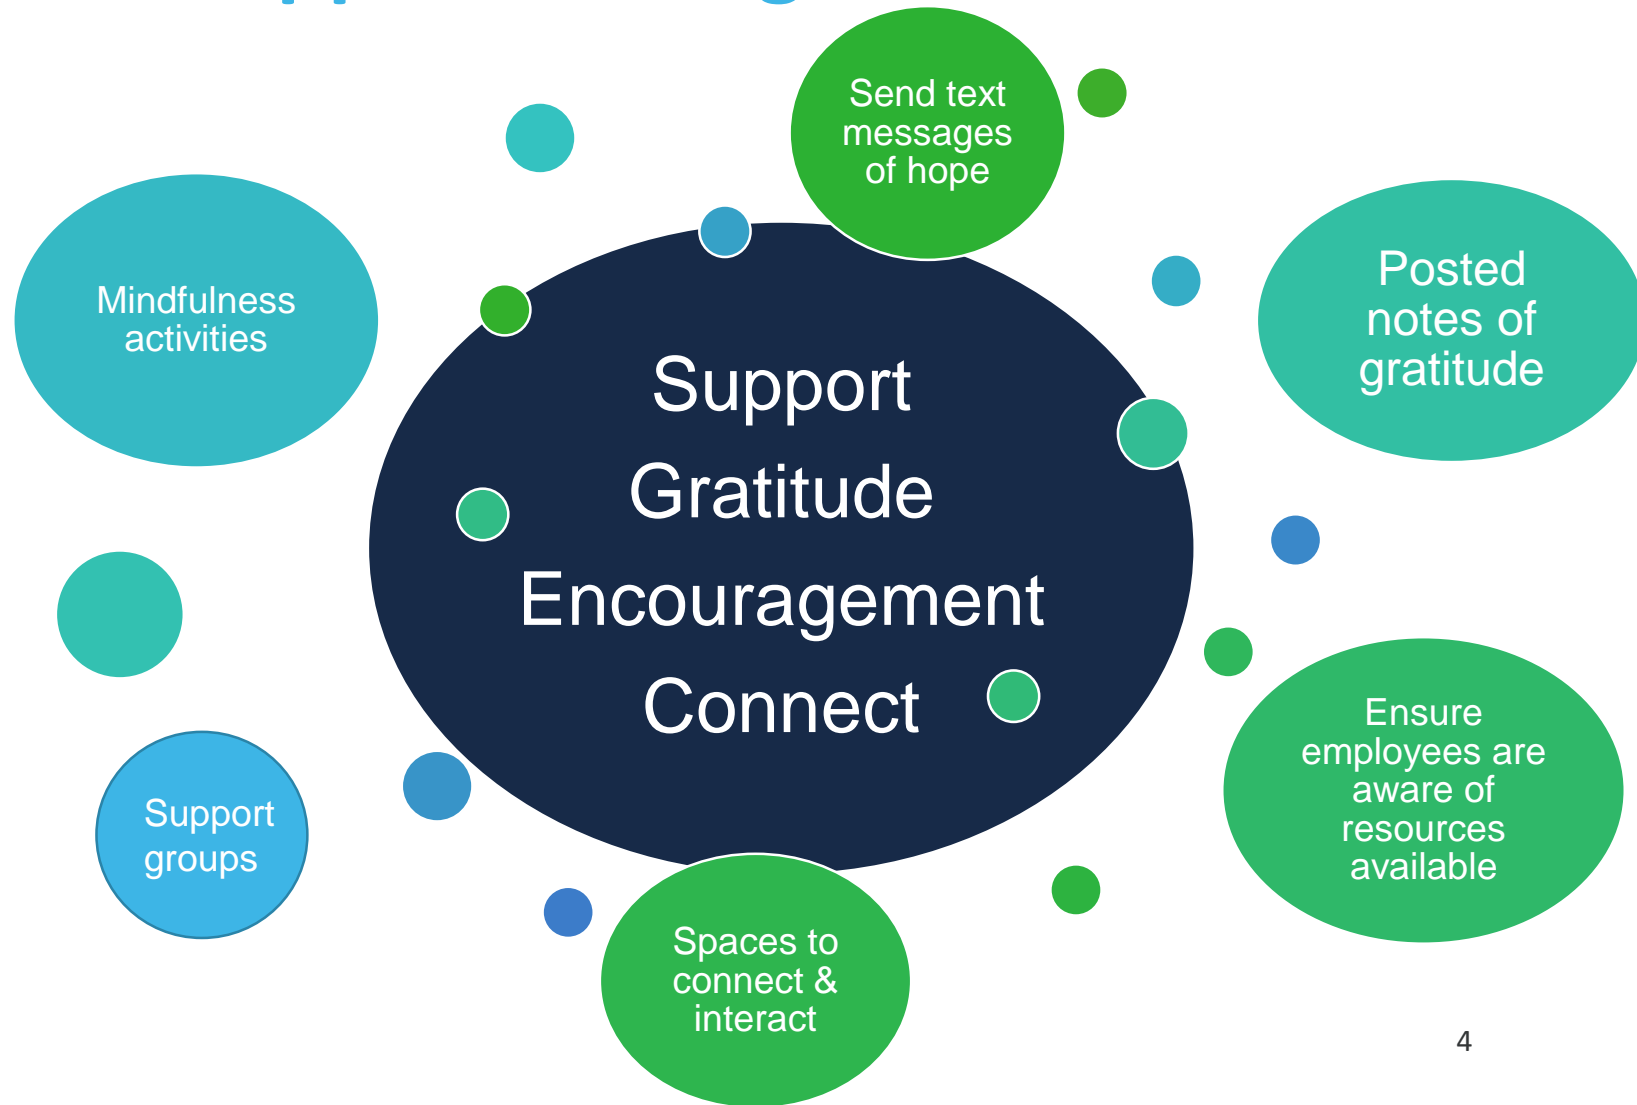 Send text
messages
of hope
Mindfulness
activities
Posted
notes of
gratitude
Support
Gratitude
Encouragement
Connect
Support
groups
Ensure
employees are
aware of
resources
available
Spaces to
connect &
interact
4